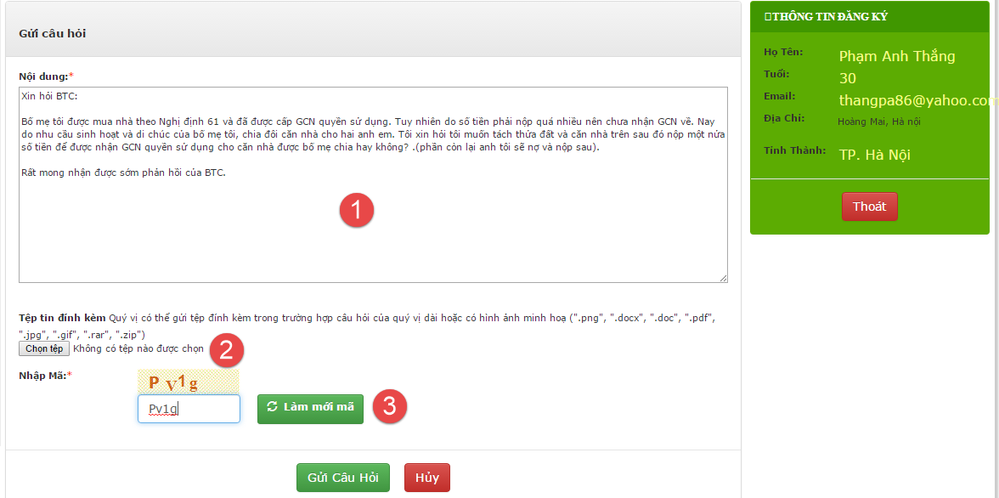 Gửi câu hỏi
Nội dung:*
Xin hỏi BTC:
Bố mẹ tôi được mua nhà theo Nghị định 61 và đã được cấp GCN quyền sử dụng. Tuy nhiên do số tiền phải nộp quá nhiều nên chưa nhận GCN về. Nay
do nhu cầu sinh hoạt và di chúc của bố mẹ tôi, chia đôi căn nhà cho hai anh em. Tôi xin hỏi tôi muốn tách thửa đất và căn nhà trên sau đó nộp một nửa
số tiền để được nhận GCN quyền sử dụng cho căn nhà được bố mẹ chia hay không? .(phần còn lại anh tôi sẽ nợ và nộp sau).
Rất mong nhận được sớm phản hồi của BTC.
1
Tệp tin đính kèm Quý vị có thể gửi tệp đính kèm trong trường hợp câu hỏi của quý vị dài hoặc có hình ảnh minh hoạ (".png", ".docx", ".doc", ".pdf",
".jpg", ".gif", ".rar", ".zip")
Chọn tệp Không có tệp nào được chọn 2
Nhập Mã:* P V1g
Pv1g Làm mới mã 3
Gửi Câu Hỏi Hủy
THÔNG TIN ĐĂNG KÝ
Họ Tên: Phạm Anh Thắng
Tuổi: 30
Email: thangpa86@yahoo.com
Địa Chỉ: Hoàng Mai, Hà nội
Tỉnh Thành: TP. Hà Nội
Thoát